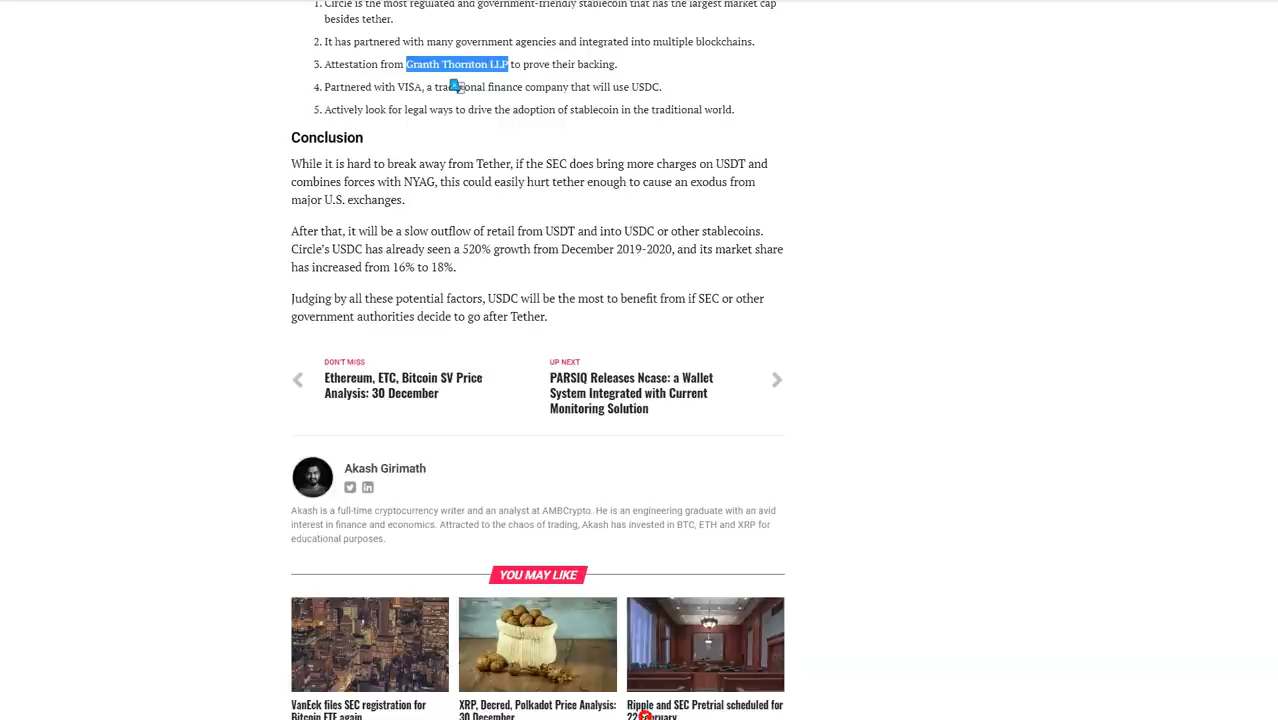 1. Circle is the most regulated and government-friendly stablecoin that has the largest market cap
besides tether.
2. It has partnered with many government agencies and integrated into multiple blockchains.
3. Attestation from Granth Thornton LLP to prove their backing.
4. Partnered with VISA, a tra onal finance company that will use USDC.
5. Actively look for legal ways to drive the adoption of stablecoin in the traditional world.
Conclusion
While it is hard to break away from Tether, if the SEC does bring more charges on USDT and
combines forces with NYAG, this could easily hurt tether enough to cause an exodus from
major U.S. exchanges.
After that, it will be a slow outflow of retail from USDT and into USDC or other stablecoins.
Circle's USDC has already seen a 520% growth from December 2019-2020, and its market share
has increased from 16% to 18%.
Judging by all these potential factors, USDC will be the most to benefit from if SEC or other
government authorities decide to go after Tether.
DON'T MISS
Ethereum, ETC, Bitcoin SV Price
Analysis: 30 December
UP NEXT
PARSIQ Releases Ncase: a Wallet
System Integrated with Current
Monitoring Solution
Akash Girimath
Akash is a full-time cryptocurrency writer and an analyst at AMBCrypto. He is an engineering graduate with an avid
interest in finance and economics. Attracted to the chaos of trading, Akash has invested in BTC, ETH and XRP for
educational purposes.
YOU MAY LIKE
VanEck files SEC registration for
Bitcoin ETF again
XRP, Decred, Polkadot Price Analysis:
30 December
Ripple and SEC Pretrial scheduled for
22